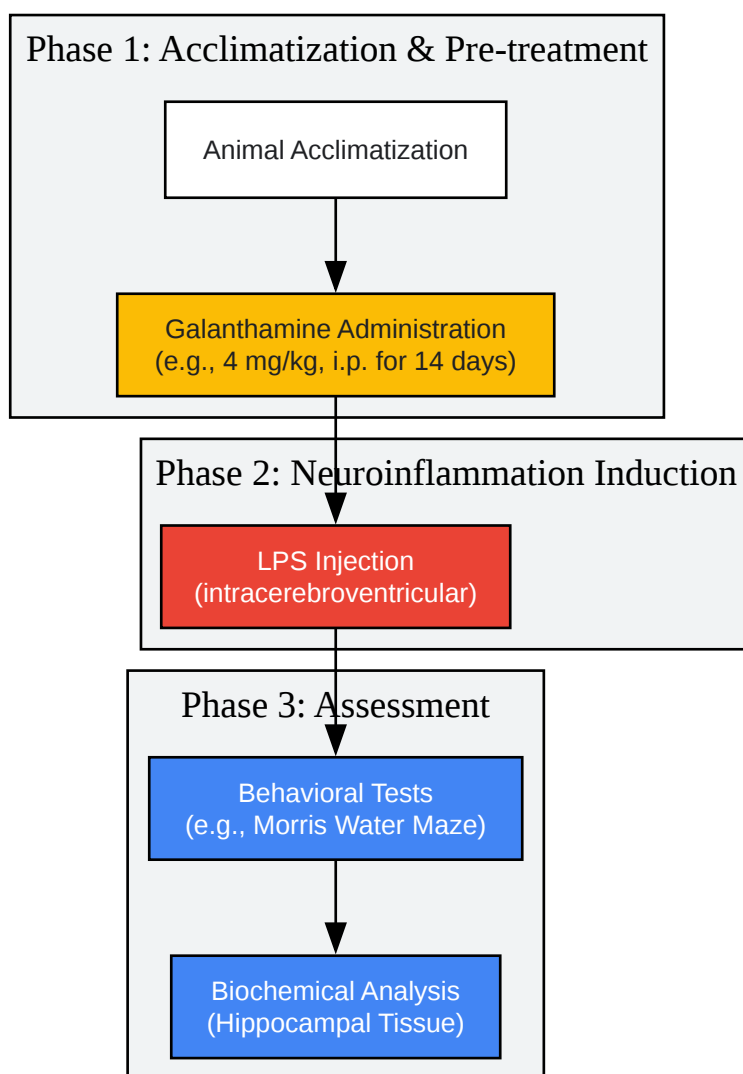 Phase 1: Acclimatization & Pre-treatment
Animal Acclimatization
Galanthamine Administration
(e.g., 4 mg/kg, i.p. for 14 days)
Phase 2: Neuroinflammation Induction
LPS Injection
(intracerebroventricular)
Phase 3: Assessment
Behavioral Tests
(e.g., Morris Water Maze)
Biochemical Analysis
(Hippocampal Tissue)